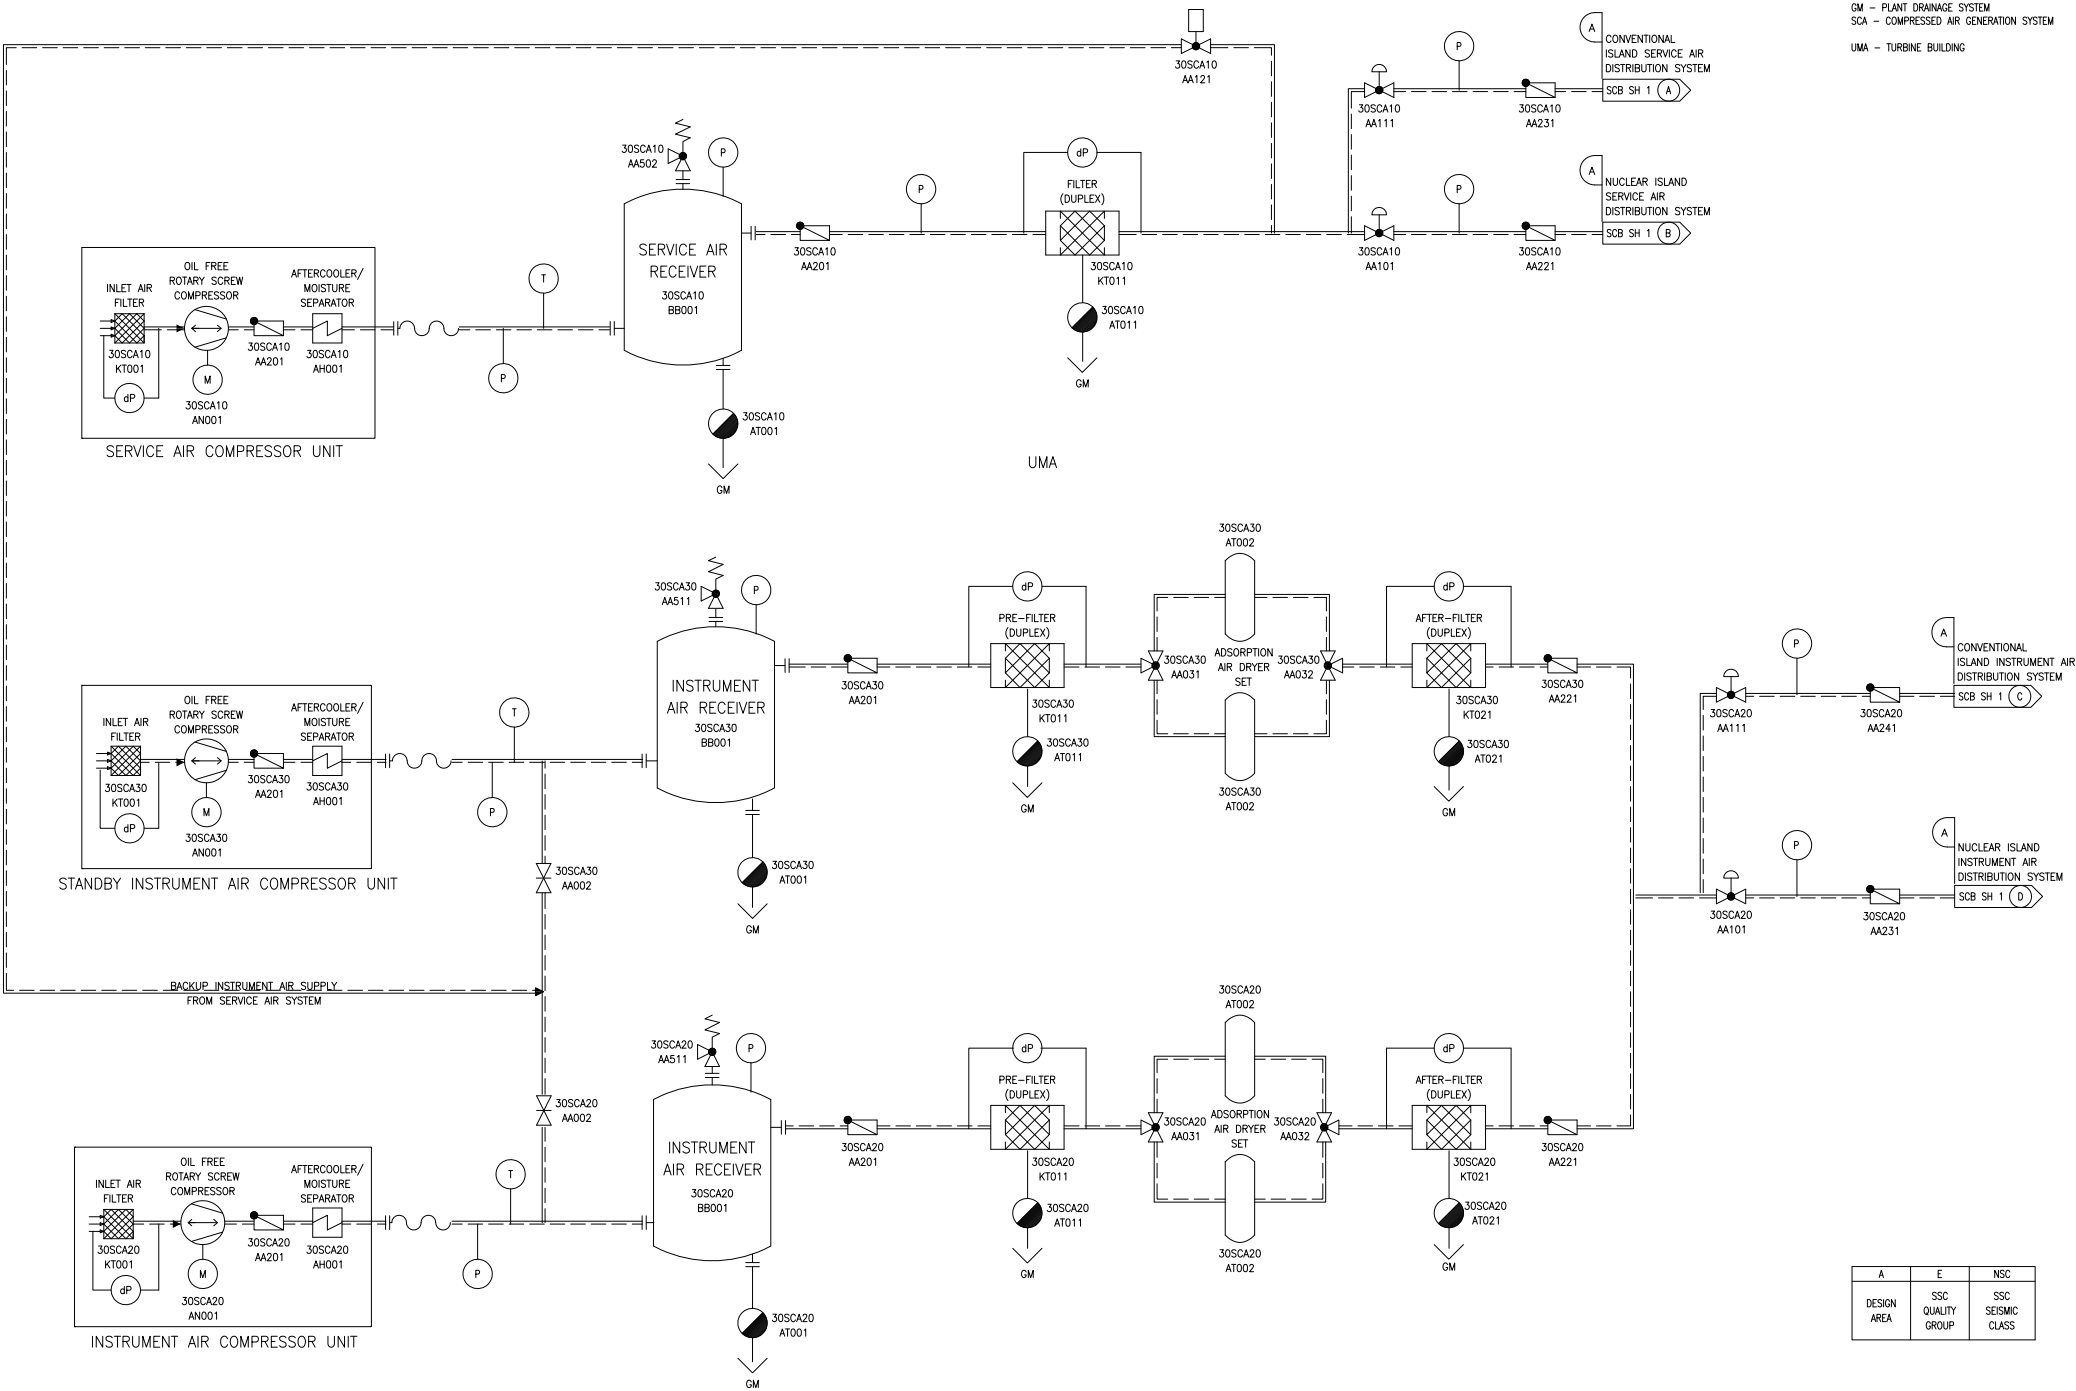 GM - PLANT DRAINAGE SYSTEM
SCA - COMPRESSED AIR GENERATION SYSTEM
UMA - TURBINE BUILDING
30SCA10
AA121
P
A
CONVENTIONAL
ISLAND SERVICE AIR
DISTRIBUTION SYSTEM
SCB SH 1 A
30SCA10
AA111
30SCA10
AA231
30SCA10
AA502
P
P
dP
FILTER
(DUPLEX)
P
A
NUCLEAR ISLAND
SERVICE AIR
DISTRIBUTION SYSTEM
SCB SH 1 B
30SCA10
AA101
30SCA10
AA221
SERVICE AIR
RECEIVER
30SCA10
BB001
30SCA10
AA201
30SCA10
KT011
30SCA10
AT011
GM
INLET AIR
FILTER
OIL FREE
ROTARY SCREW
COMPRESSOR
AFTERCOOLER/
MOISTURE
SEPARATOR
T
P
30SCA10
KT001
30SCA10
AA201
30SCA10
AH001
dP
M
30SCA10
AN001
SERVICE AIR COMPRESSOR UNIT
30SCA10
AT001
GM
UMA
30SCA30
AT002
30SCA30
AA511
P
dP
PRE-FILTER
(DUPLEX)
dP
AFTER-FILTER
(DUPLEX)
INSTRUMENT
AIR RECEIVER
30SCA30
BB001
30SCA30
AA201
30SCA30
KT011
30SCA30
AT011
GM
30SCA30
AA031
ADSORPTION
AIR DRYER
SET
30SCA30
AA032
30SCA30
AT002
30SCA30
KT021
30SCA30
AT021
GM
30SCA30
AA221
P
A
CONVENTIONAL
ISLAND INSTRUMENT AIR
DISTRIBUTION SYSTEM
SCB SH 1 C
30SCA20
AA111
30SCA20
AA241
INLET AIR
FILTER
OIL FREE
ROTARY SCREW
COMPRESSOR
AFTERCOOLER/
MOISTURE
SEPARATOR
T
P
30SCA30
KT001
30SCA30
AA201
30SCA30
AH001
dP
M
30SCA30
AN001
STANDBY INSTRUMENT AIR COMPRESSOR UNIT
30SCA30
AA002
30SCA30
AT001
GM
P
A
NUCLEAR ISLAND
INSTRUMENT AIR
DISTRIBUTION SYSTEM
SCB SH 1 D
30SCA20
AA101
30SCA20
AA231
BACKUP INSTRUMENT AIR SUPPLY
FROM SERVICE AIR SYSTEM
30SCA20
AT002
30SCA20
AA511
P
dP
PRE-FILTER
(DUPLEX)
dP
AFTER-FILTER
(DUPLEX)
30SCA20
AA002
INSTRUMENT
AIR RECEIVER
30SCA20
BB001
30SCA20
AA201
30SCA20
KT011
30SCA20
AT011
GM
30SCA20
AA031
ADSORPTION
AIR DRYER
SET
30SCA20
AA032
30SCA20
AT002
30SCA20
KT021
30SCA20
AT021
GM
30SCA20
AA221
INLET AIR
FILTER
OIL FREE
ROTARY SCREW
COMPRESSOR
AFTERCOOLER/
MOISTURE
SEPARATOR
T
P
30SCA20
KT001
30SCA20
AA201
30SCA20
AH001
dP
M
30SCA20
AN001
INSTRUMENT AIR COMPRESSOR UNIT
30SCA20
AT001
GM
A E NSC
DESIGN
AREA
SSC
QUALITY
GROUP
SSC
SEISMIC
CLASS